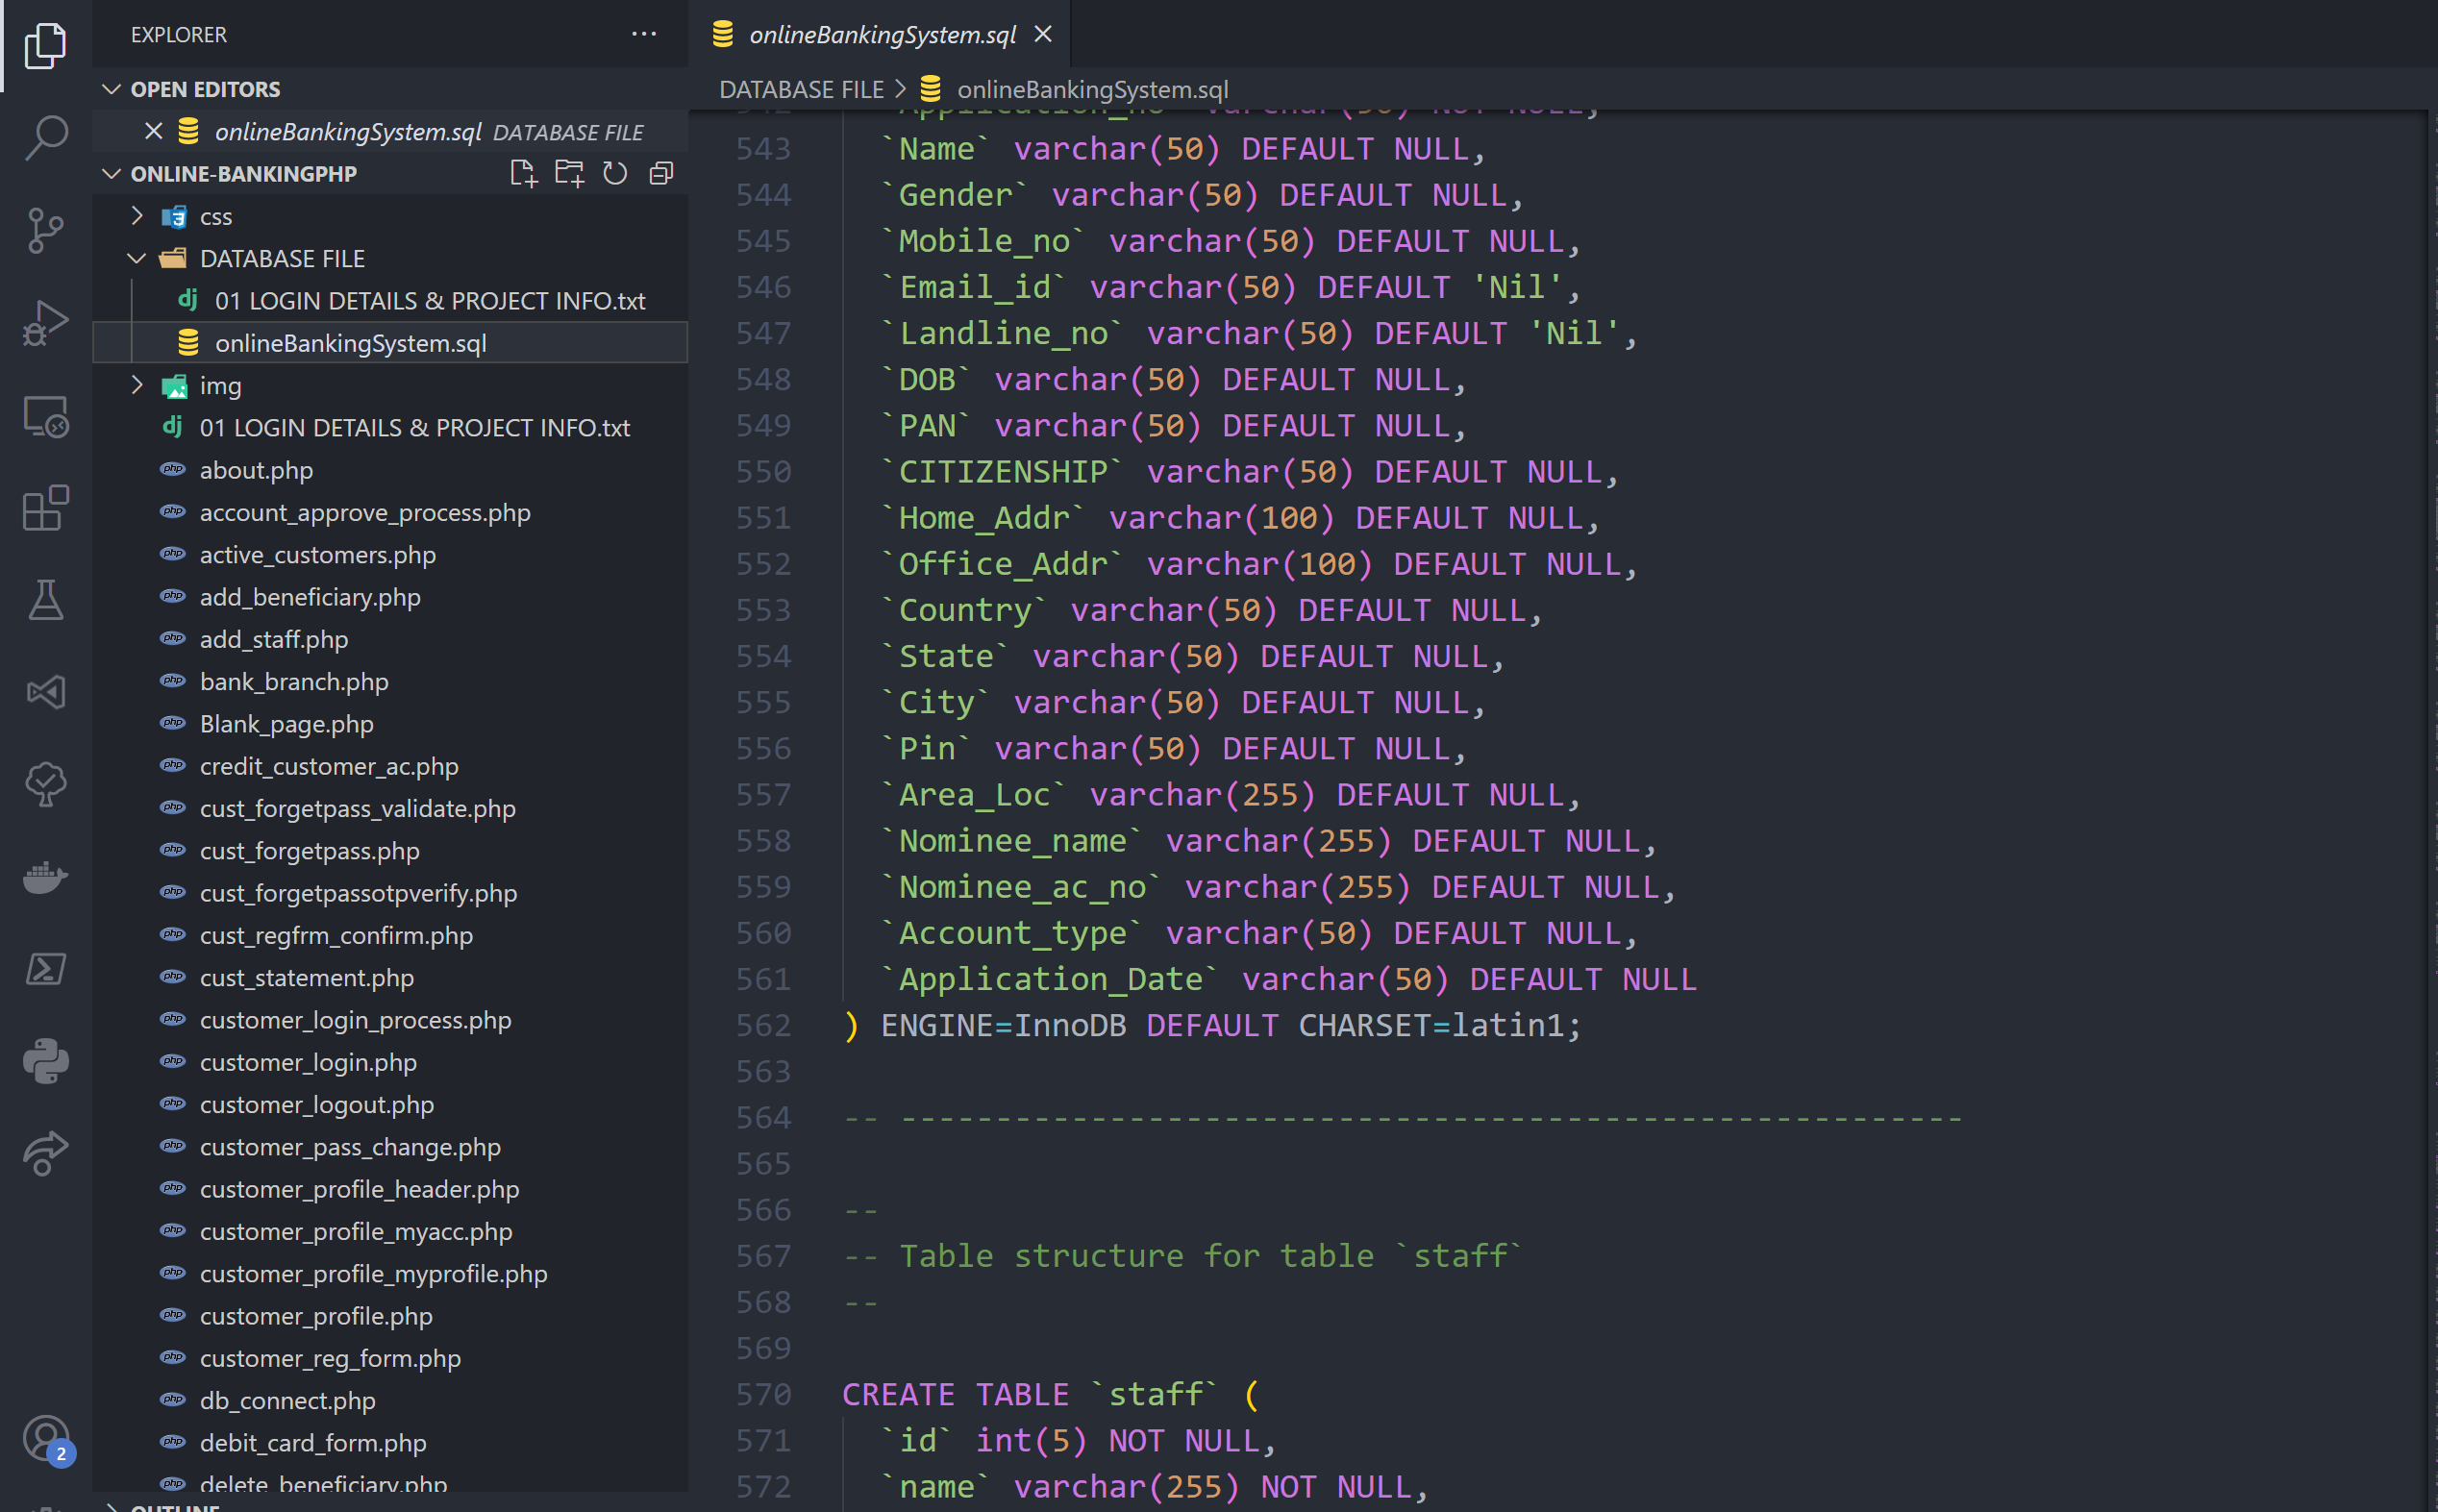 EXPLORER
OPEN EDITORS
onlineBankingSystem.sql DATABASE FILE
ONLINE-BANKINGPHP
css
DATABASE FILE
01 LOGIN DETAILS & PROJECT INFO.txt
onlineBankingSystem.sql
img
01 LOGIN DETAILS & PROJECT INFO.txt
about.php
account_approve_process.php
active_customers.php
add_beneficiary.php
add_staff.php
bank_branch.php
Blank_page.php
credit_customer_ac.php
cust_forgetpass_validate.php
cust_forgetpass.php
cust_forgetpassotpverify.php
cust_regfrm_confirm.php
cust_statement.php
customer_login_process.php
customer_login.php
customer_logout.php
customer_pass_change.php
customer_profile_header.php
customer_profile_myacc.php
customer_profile_myprofile.php
customer_profile.php
customer_reg_form.php
db_connect.php
debit_card_form.php
delete_beneficiary.php
OUTLINE
2
onlineBankingSystem.sql
DATABASE FILE > onlineBankingSystem.sql
542 `Application_no` varchar(50) NOT NULL,
543 `Name` varchar(50) DEFAULT NULL,
544 `Gender` varchar(50) DEFAULT NULL,
545 `Mobile_no` varchar(50) DEFAULT NULL,
546 `Email_id` varchar(50) DEFAULT 'Nil',
547 `Landline_no` varchar(50) DEFAULT 'Nil',
548 `DOB` varchar(50) DEFAULT NULL,
549 `PAN` varchar(50) DEFAULT NULL,
550 `CITIZENSHIP` varchar(50) DEFAULT NULL,
551 `Home_Addr` varchar(100) DEFAULT NULL,
552 `Office_Addr` varchar(100) DEFAULT NULL,
553 `Country` varchar(50) DEFAULT NULL,
554 `State` varchar(50) DEFAULT NULL,
555 `City` varchar(50) DEFAULT NULL,
556 `Pin` varchar(50) DEFAULT NULL,
557 `Area_Loc` varchar(255) DEFAULT NULL,
558 `Nominee_name` varchar(255) DEFAULT NULL,
559 `Nominee_ac_no` varchar(255) DEFAULT NULL,
560 `Account_type` varchar(50) DEFAULT NULL,
561 `Application_Date` varchar(50) DEFAULT NULL
562 ) ENGINE=InnoDB DEFAULT CHARSET=latin1;
563
564 -- --------------------------------------------------------
565
566 --
567 -- Table structure for table `staff`
568 --
569
570 CREATE TABLE `staff` (
571 `id` int(5) NOT NULL,
572 `name` varchar(255) NOT NULL,